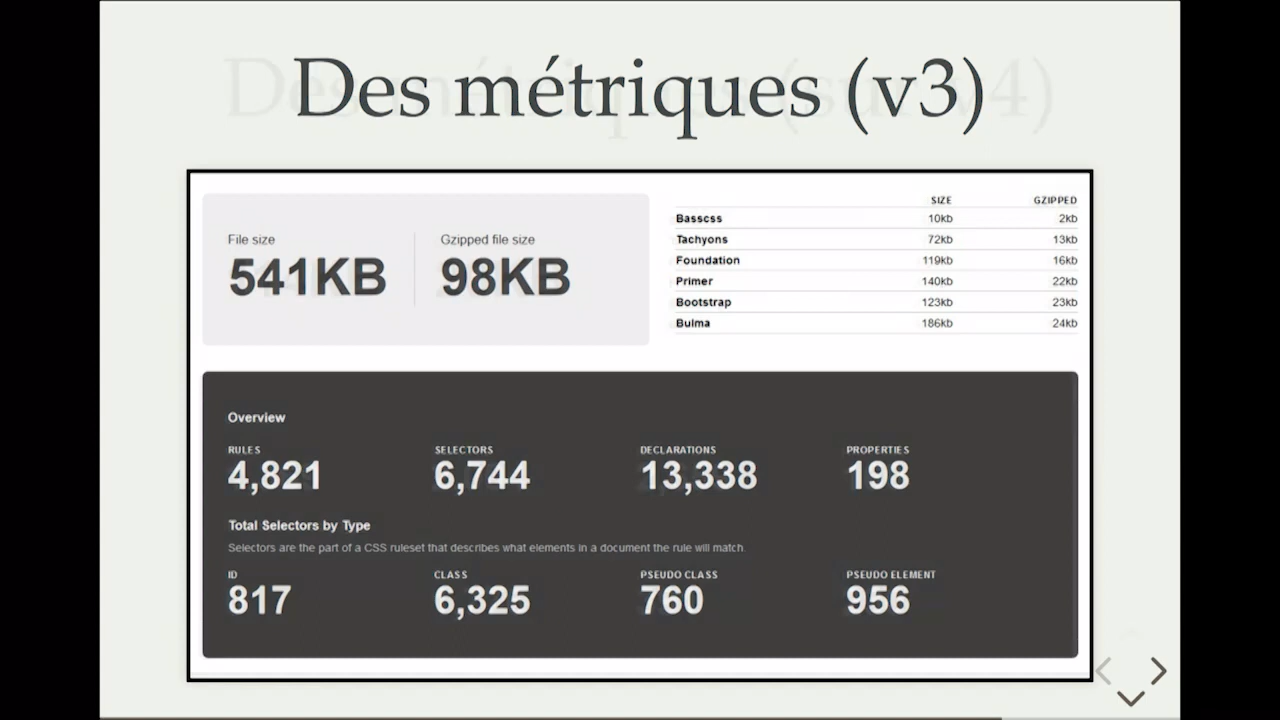 Des métriques (v3)
File size
541KB
Gzipped file size
98KB
SIZE GZIPPED
Basscss 10kb 2kb
Tachyons 72kb 13kb
Foundation 119kb 16kb
Primer 140kb 22kb
Bootstrap 123kb 23kb
Bulma 186kb 24kb
Overview
RULES SELECTORS DECLARATIONS PROPERTIES
4,821 6,744 13,338 198
Total Selectors by Type
Selectors are the part of a CSS ruleset that describes what elements in a document the rule will match.
ID CLASS PSEUDO CLASS PSEUDO ELEMENT
817 6,325 760 956